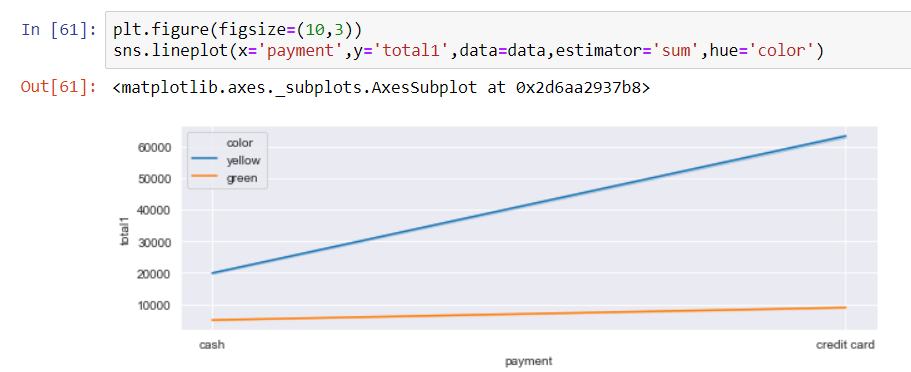 In [61]: plt.figure(figsize=(10,3))
sns.lineplot(x='payment',y='total1',data=data,estimator='sum',hue='color')
Out[61]: <matplotlib.axes._subplots.AxesSubplot at 0x2d6aa2937b8>
color
yellow
green
60000
50000
40000
30000
20000
10000
total1
cash credit card
payment